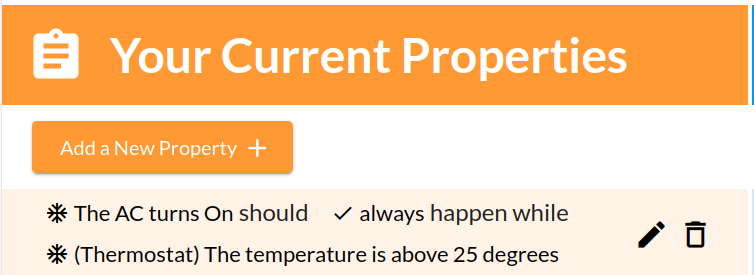 Your Current Properties
Add a New Property +
The AC turns On should ✓ always happen while
(Thermostat) The temperature is above 25 degrees